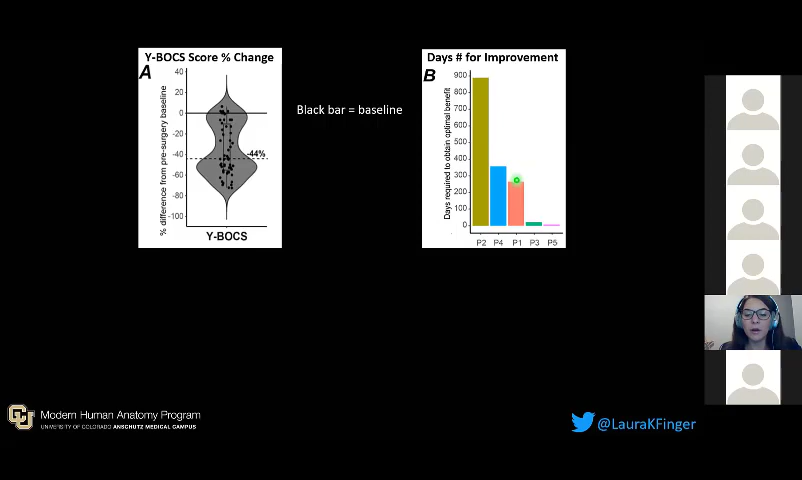 Y-BOCS Score % Change
A
% difference from pre-surgery baseline
40
20
0
-20
-40
-60
-80
-100
-44%
Y-BOCS
Black bar = baseline
Days # for Improvement
B
Days required to obtain optimal benefit
900
800
700
600
500
400
300
200
100
0
P2 P4 P1 P3 P5
CU
Modern Human Anatomy Program
UNIVERSITY OF COLORADO ANSCHUTZ MEDICAL CAMPUS
@LauraKFinger